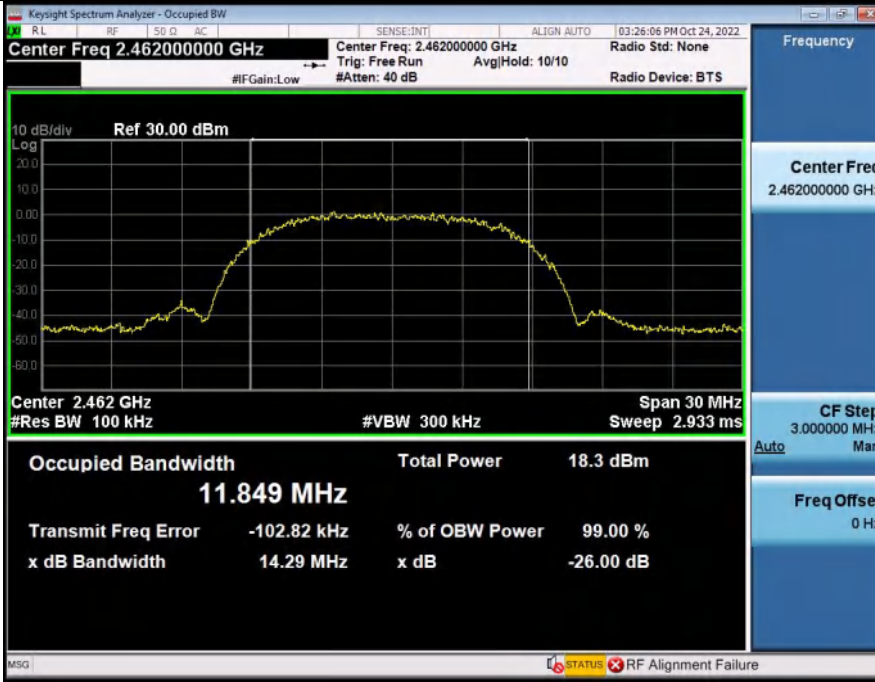 Keysight Spectrum Analyzer - Occupied BW
LXI RL RF 50 Ω AC SENSE:INT ALIGN AUTO 03:26:06 PM Oct 24, 2022
Center Freq 2.462000000 GHz
Center Freq: 2.462000000 GHz
Radio Std: None
Trig: Free Run Avg|Hold: 10/10
#IFGain:Low
#Atten: 40 dB
Radio Device: BTS
10 dB/div Ref 30.00 dBm
Log
20.0
10.0
0.00
-10.0
-20.0
-30.0
-40.0
-50.0
-60.0
Center 2.462 GHz Span 30 MHz
#Res BW 100 kHz #VBW 300 kHz Sweep 2.933 ms
Occupied Bandwidth Total Power 18.3 dBm
11.849 MHz
Transmit Freq Error -102.82 kHz % of OBW Power 99.00 %
x dB Bandwidth 14.29 MHz x dB -26.00 dB
Frequency
Center Freq
2.462000000 GH
CF Step
3.000000 MH
Auto Mar
Freq Offse
0 H
MSG
STATUS RF Alignment Failure